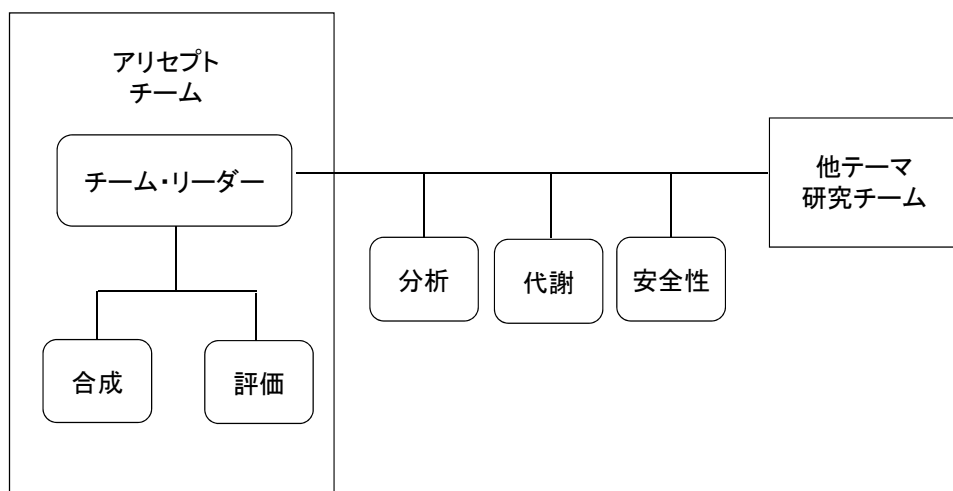 アリセプト
チーム
チーム・リーダー
他テーマ
研究チーム
分析
代謝
安全性
合成
評価